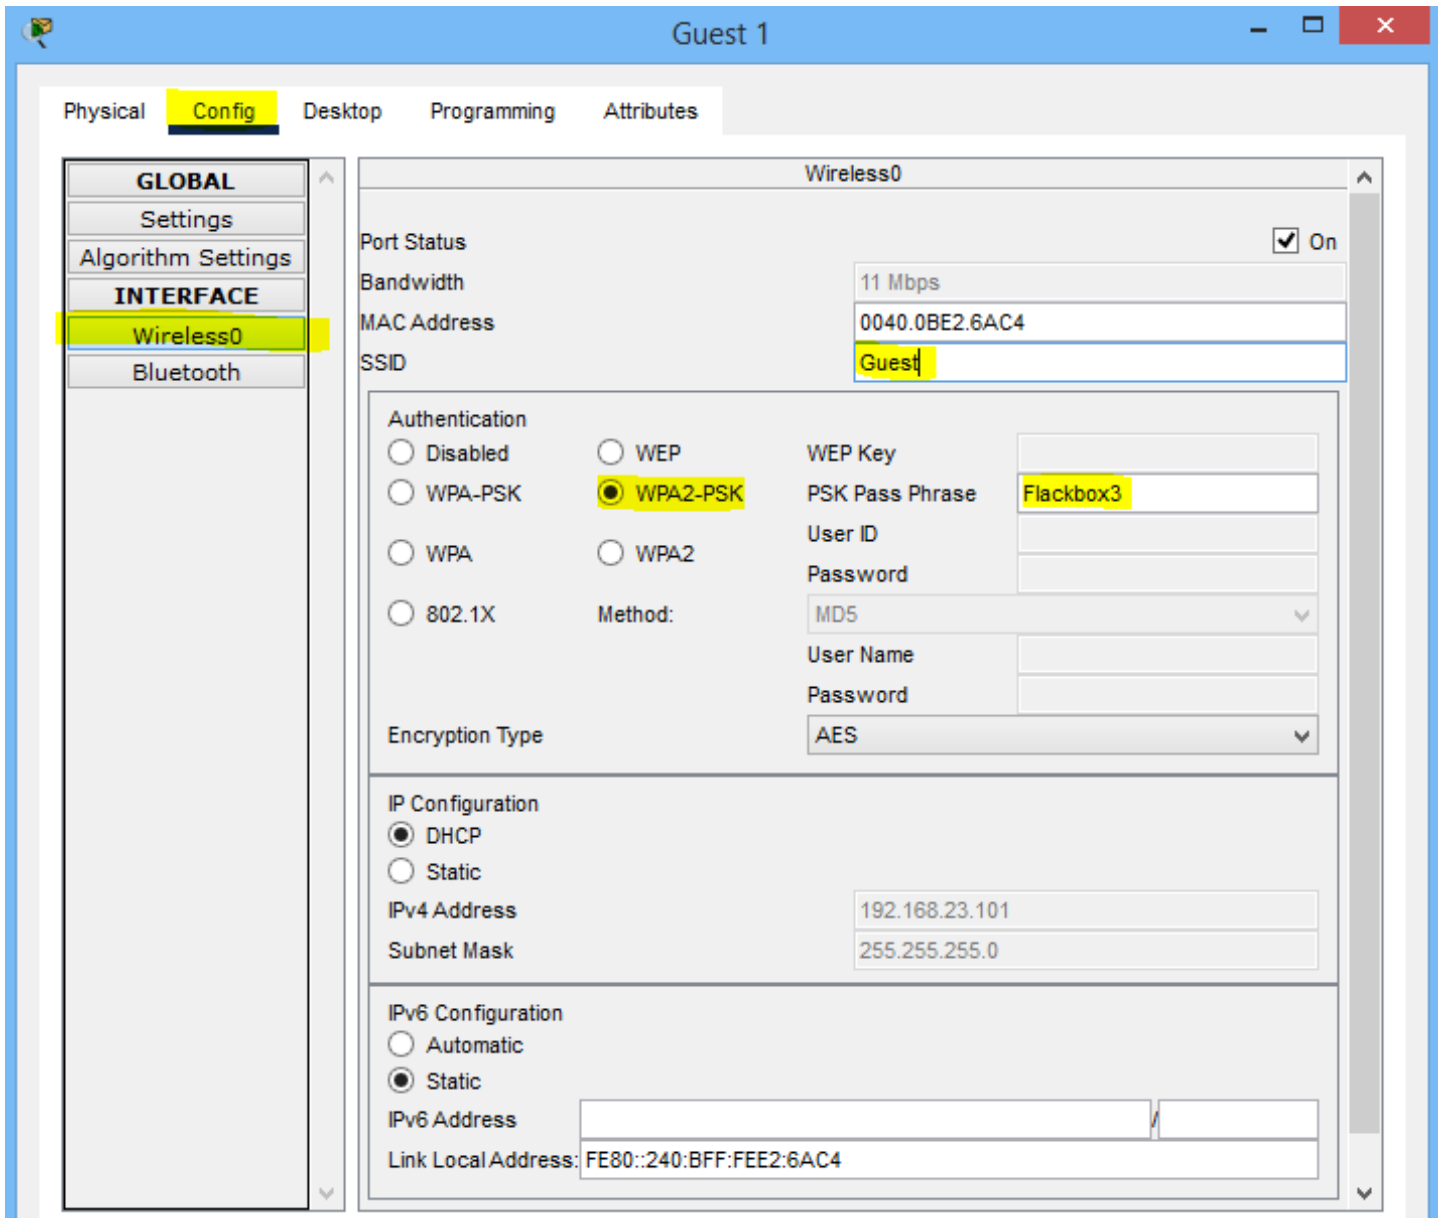 Guest 1
Physical Config Desktop Programming Attributes
GLOBAL
Settings
Algorithm Settings
INTERFACE
Wireless0
Bluetooth
Wireless0
Port Status On
Bandwidth 11 Mbps
MAC Address 0040.0BE2.6AC4
SSID Guest
Authentication
Disabled WEP WEP Key
WPA-PSK WPA2-PSK PSK Pass Phrase Flackbox3
User ID
WPA WPA2
Password
802.1X Method: MD5
User Name
Password
Encryption Type AES
IP Configuration
DHCP
Static
IPv4 Address 192.168.23.101
Subnet Mask 255.255.255.0
IPv6 Configuration
Automatic
Static
IPv6 Address /
Link Local Address: FE80::240:BFF:FEE2:6AC4